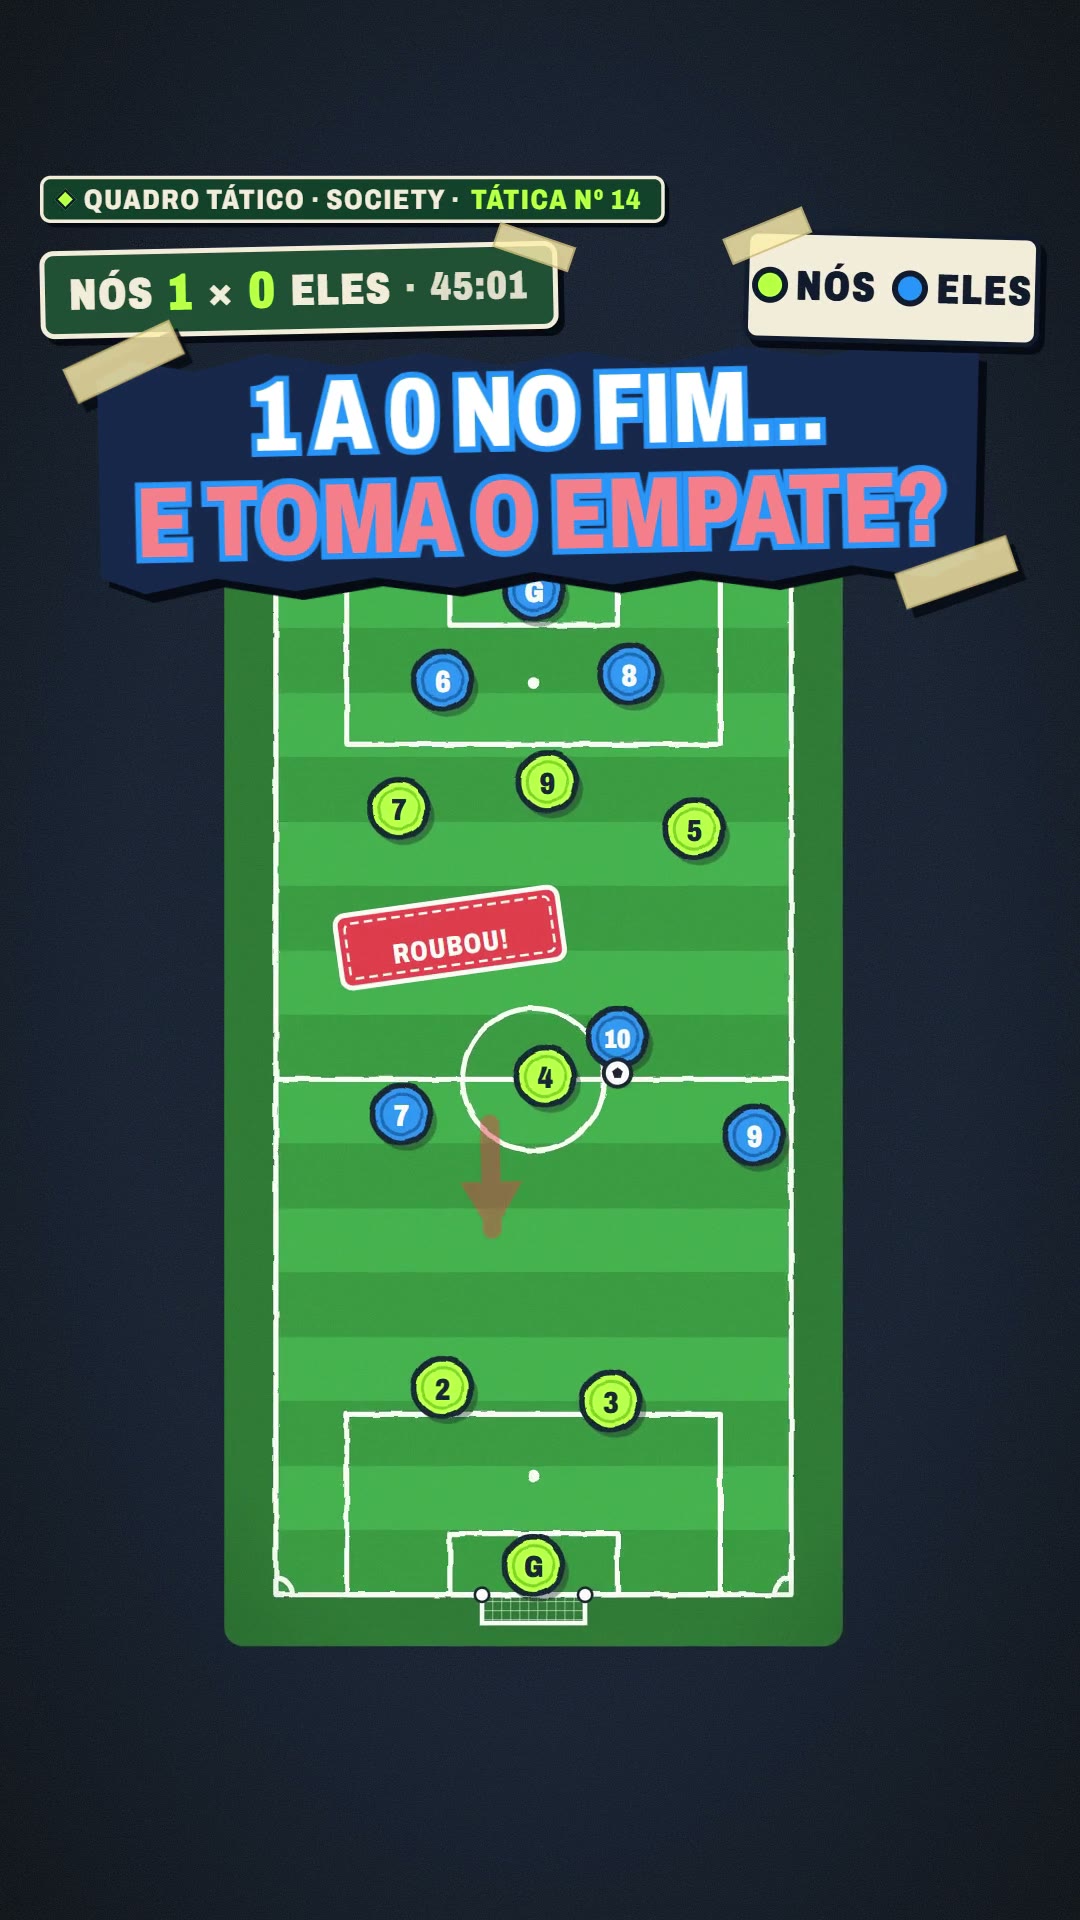 QUADRO TÁTICO · SOCIETY · TÁTICA Nº 14
NÓS 1 × 0 ELES · 45:01
NÓS ELES
1 A 0 NO FIM...
E TOMA O EMPATE?
G
6
8
9
7
5
ROUBOU!
10
4
7
9
2
3
G